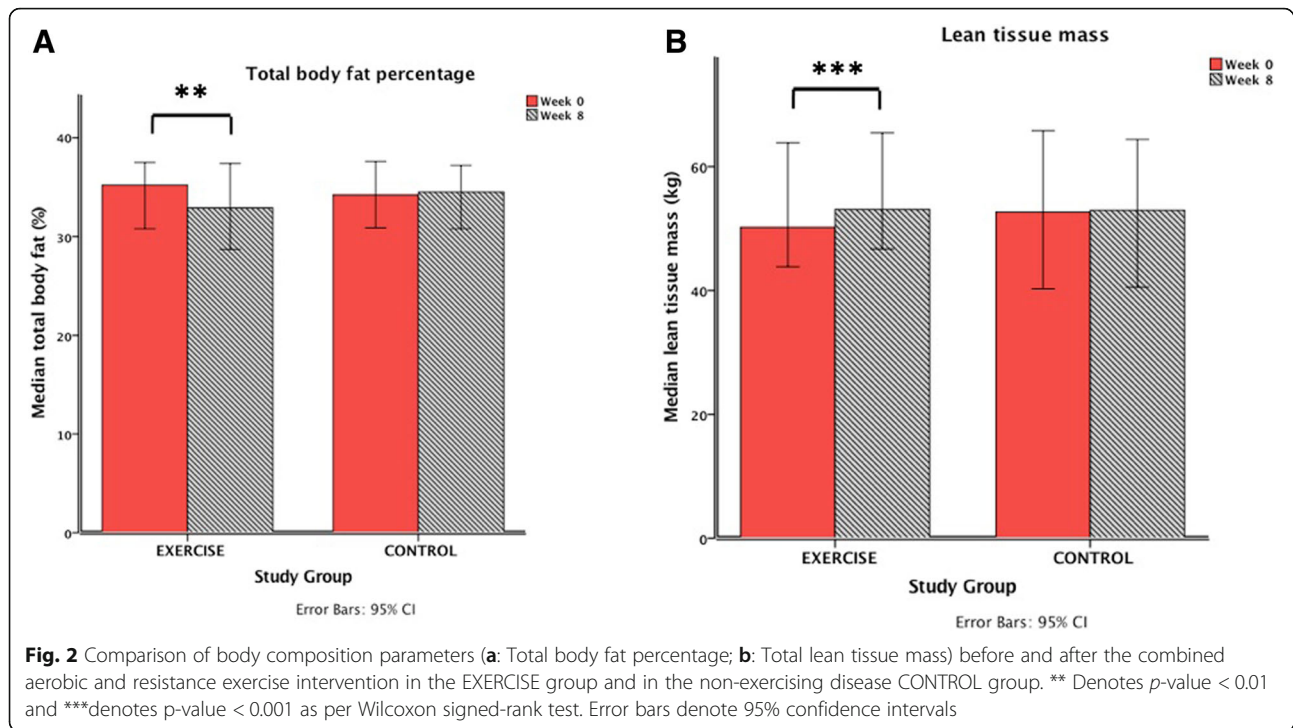 A
Total body fat percentage
**
Week 0
Week 8
Median total body fat (%)
40
30
20
10
0
EXERCISE CONTROL
Study Group
Error Bars: 95% CI
B
Lean tissue mass
***
Week 0
Week 8
Median lean tissue mass (kg)
60
40
20
0
EXERCISE CONTROL
Study Group
Error Bars: 95% CI
Fig. 2 Comparison of body composition parameters (a: Total body fat percentage; b: Total lean tissue mass) before and after the combined
aerobic and resistance exercise intervention in the EXERCISE group and in the non-exercising disease CONTROL group. ** Denotes p-value < 0.01
and ***denotes p-value < 0.001 as per Wilcoxon signed-rank test. Error bars denote 95% confidence intervals